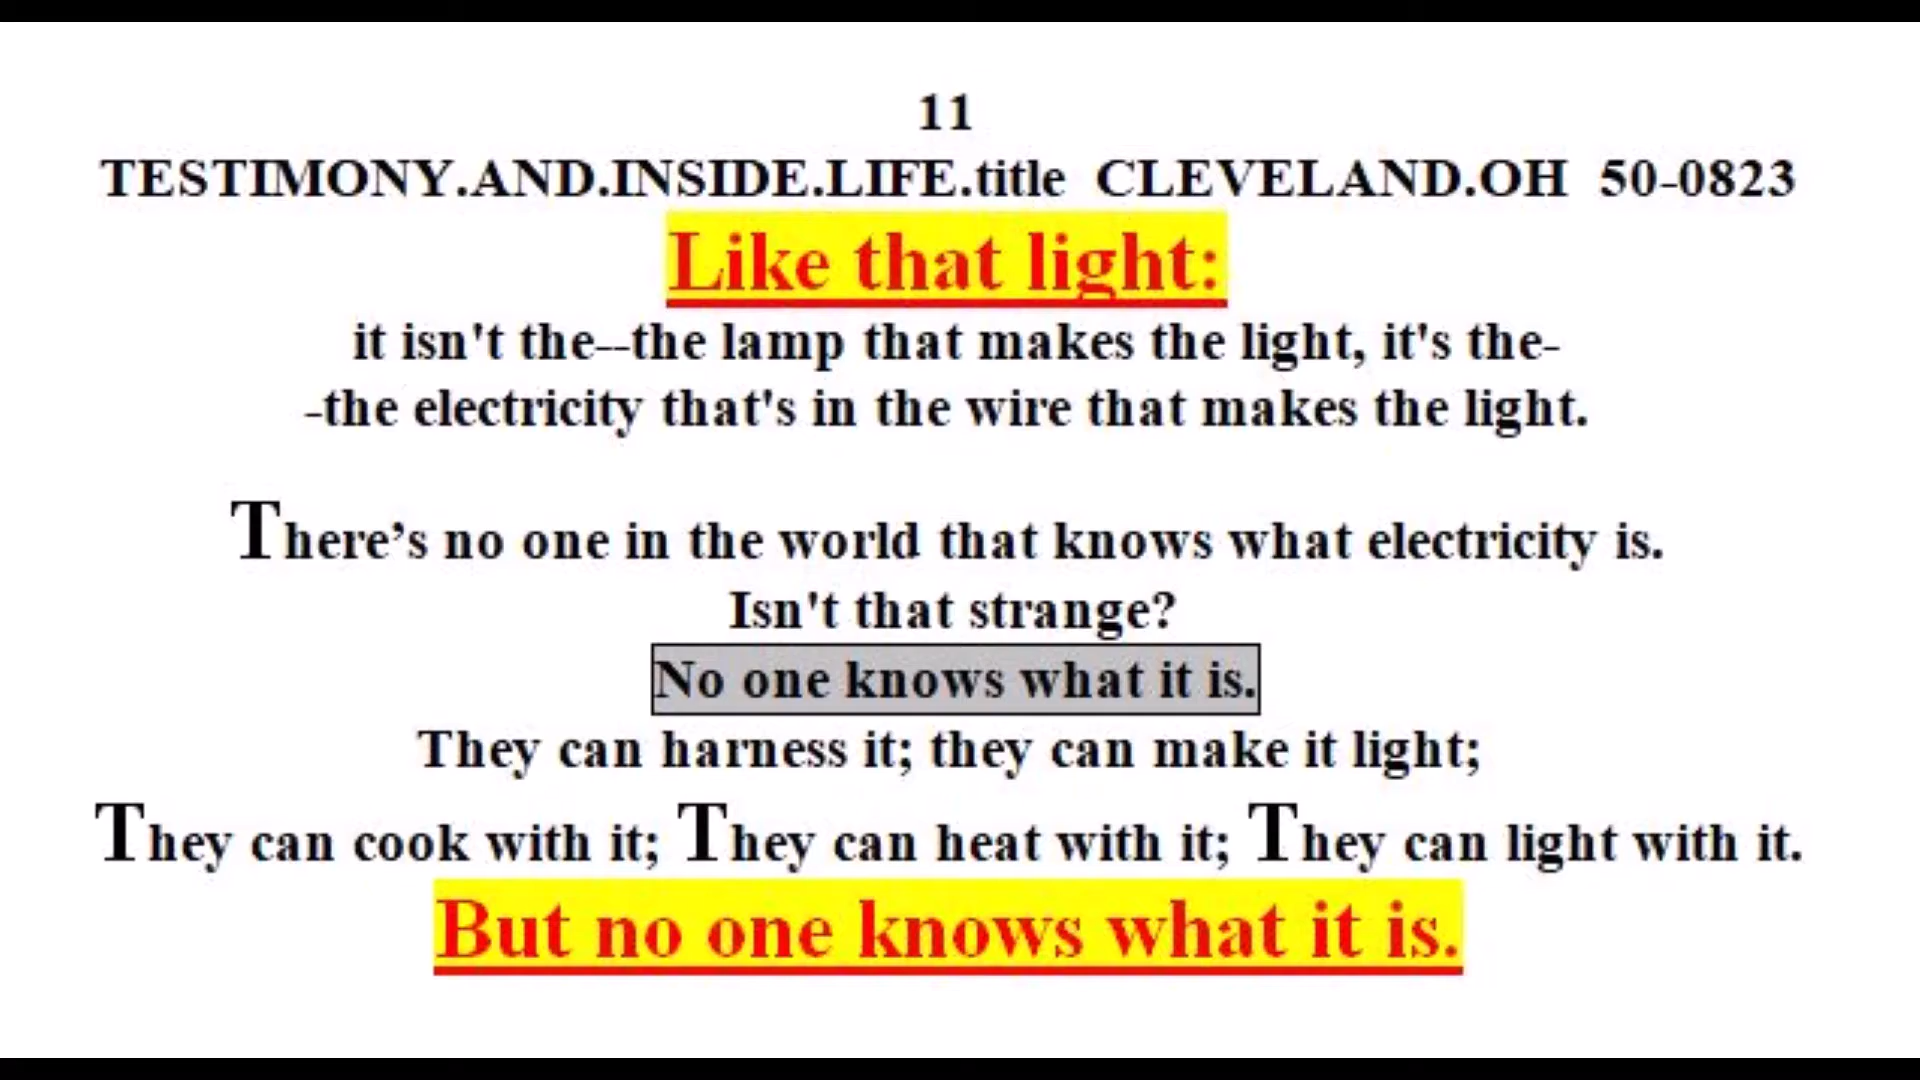 11
TESTIMONY.AND.INSIDE.LIFE.title CLEVELAND.OH 50-0823
Like that light:
it isn't the--the lamp that makes the light, it's the-
-the electricity that's in the wire that makes the light.
There’s no one in the world that knows what electricity is.
Isn't that strange?
No one knows what it is.
They can harness it; they can make it light;
They can cook with it; They can heat with it; They can light with it.
But no one knows what it is.